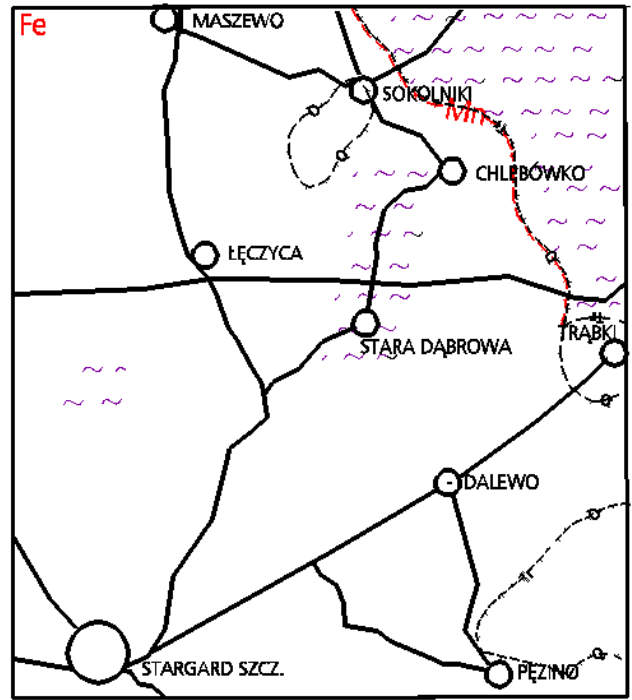 Fe
MASZEWO
SOKOLNIKI
Mn
CHLEBÓWKO
ŁĘCZYCA
TRĄBKI
STARA DĄBROWA
DALEWO
STARGARD SZCZ.
PĘZINO